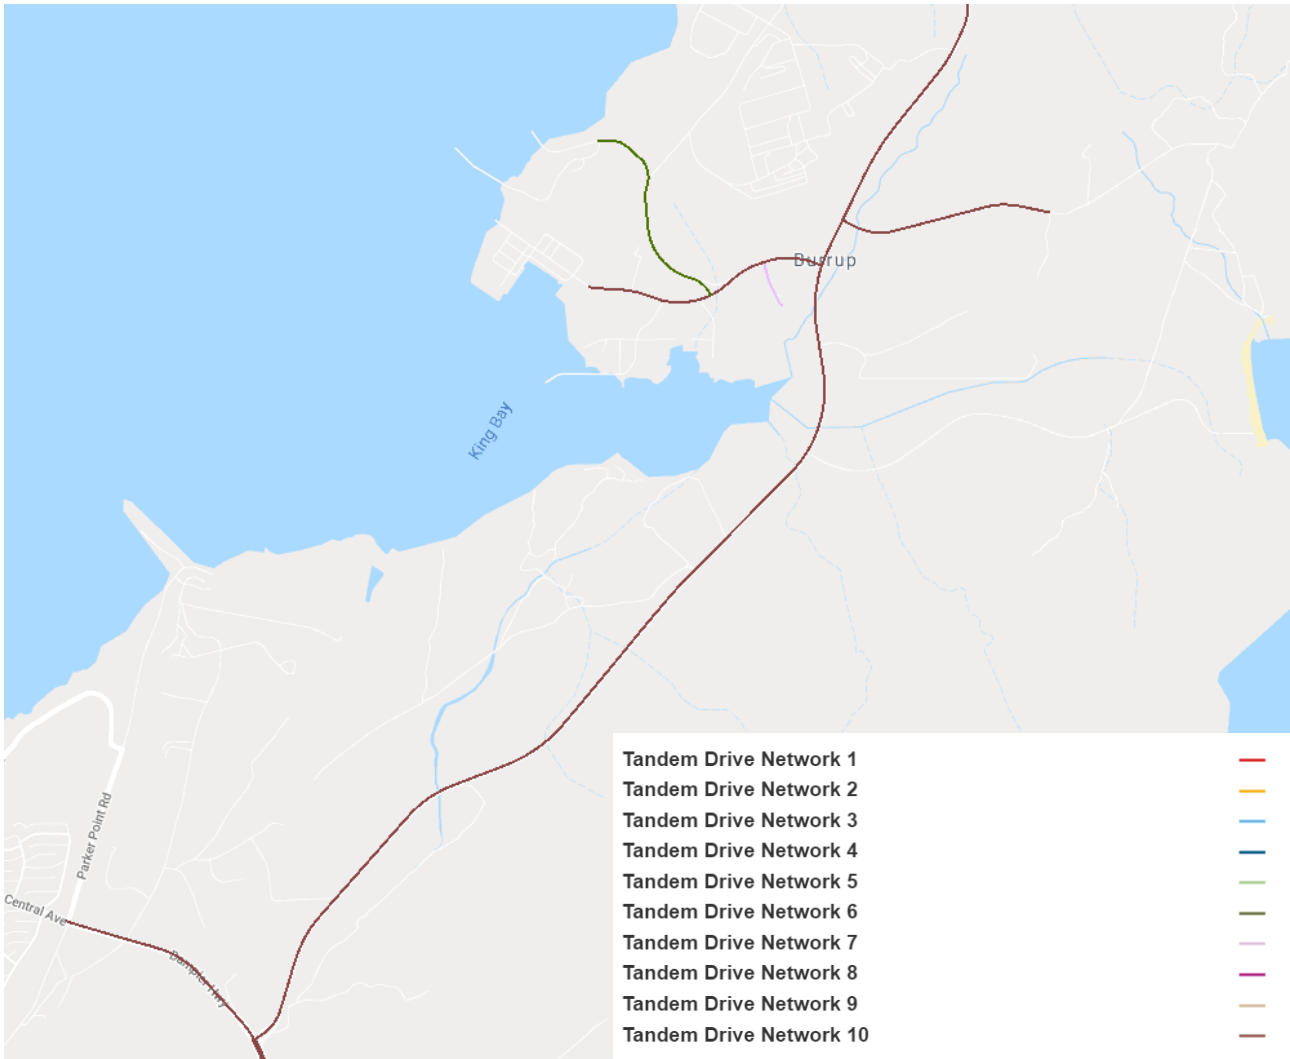 Burrup
King Bay
Parker Point Rd
Central Ave
Dampier Hwy
Tandem Drive Network 1
Tandem Drive Network 2
Tandem Drive Network 3
Tandem Drive Network 4
Tandem Drive Network 5
Tandem Drive Network 6
Tandem Drive Network 7
Tandem Drive Network 8
Tandem Drive Network 9
Tandem Drive Network 10